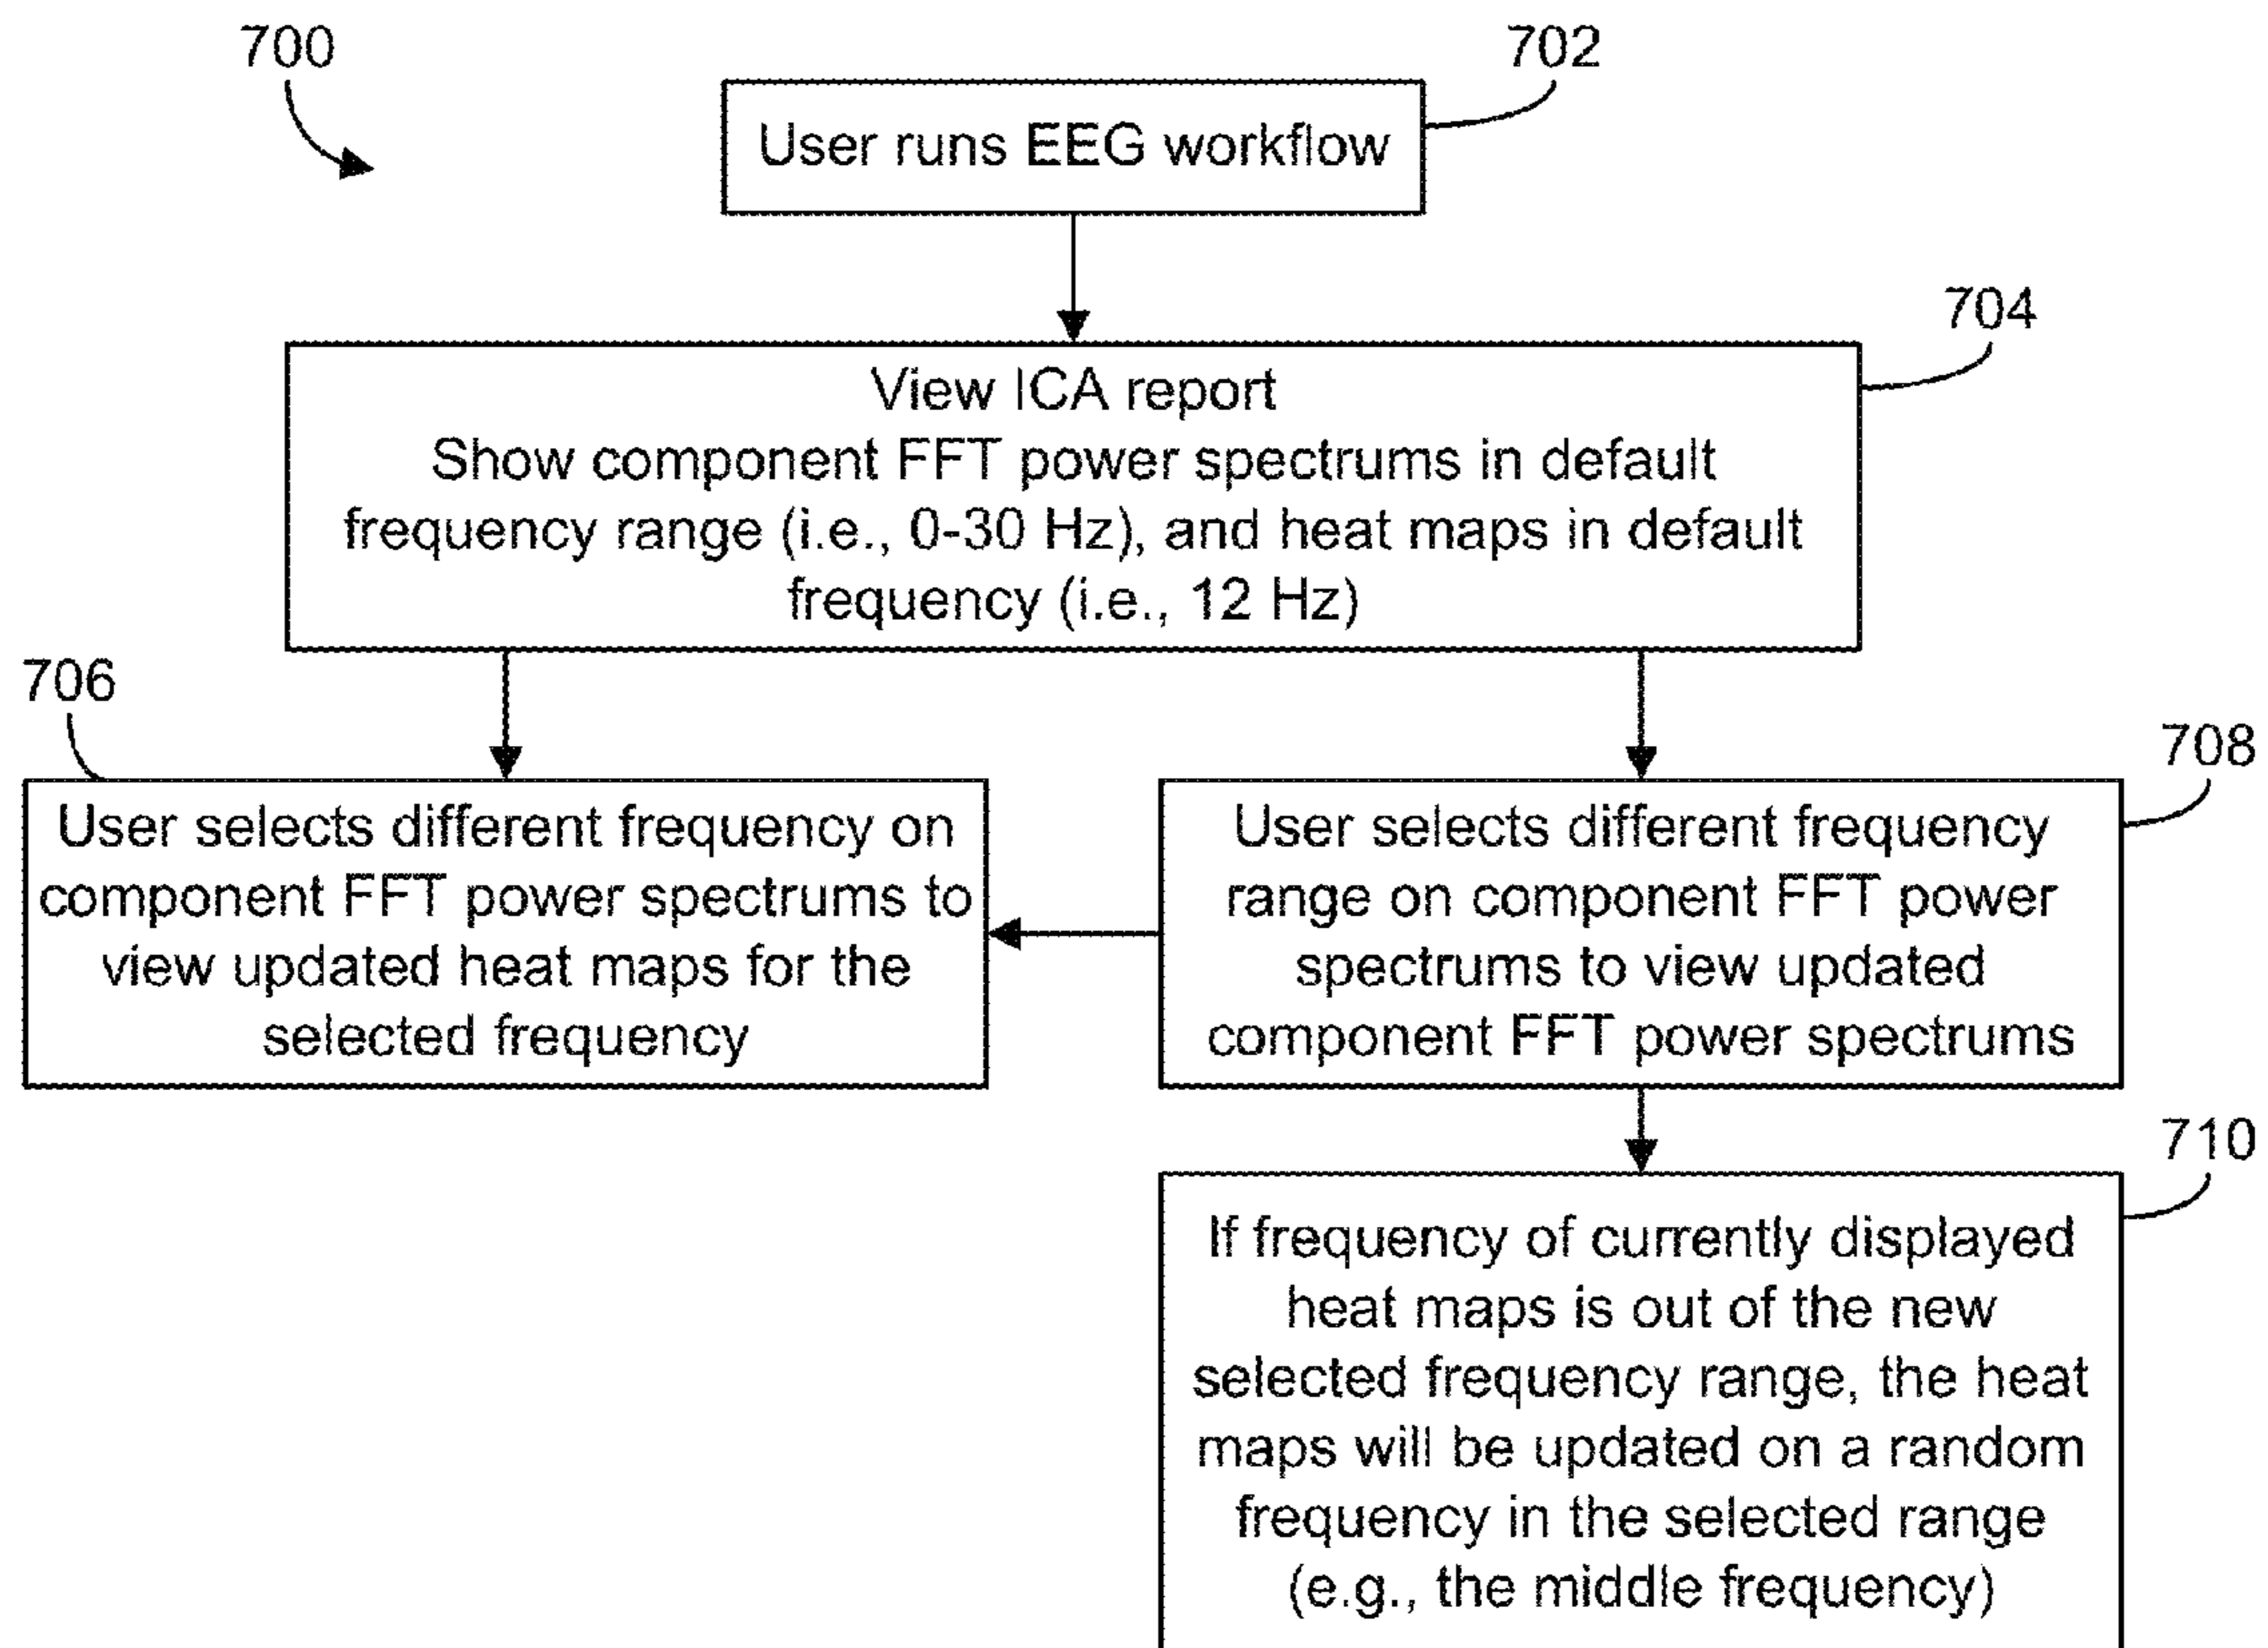 700
702
User runs EEG workflow
704
View ICA report
Show component FFT power spectrums in default
frequency range (i.e., 0-30 Hz), and heat maps in default
frequency (i.e., 12 Hz)
706
User selects different frequency on
component FFT power spectrums to
view updated heat maps for the
selected frequency
708
User selects different frequency
range on component FFT power
spectrums to view updated
component FFT power spectrums
710
If frequency of currently displayed
heat maps is out of the new
selected frequency range, the heat
maps will be updated on a random
frequency in the selected range
(e.g., the middle frequency)